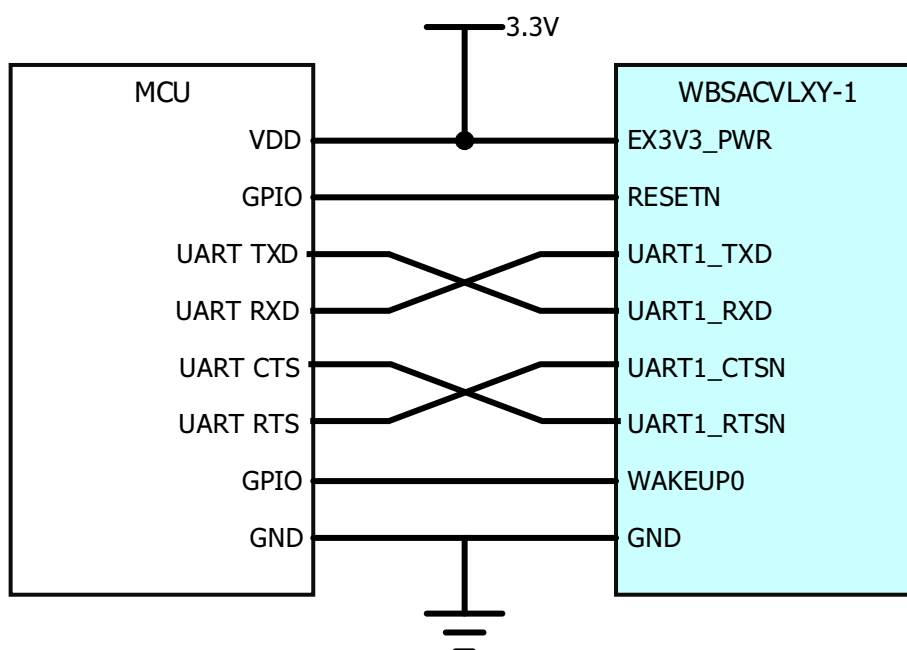 3.3V
MCU
WBSACVLXY-1
VDD
EX3V3_PWR
GPIO
RESETN
UART TXD
UART1_TXD
UART RXD
UART1_RXD
UART CTS
UART1_CTSN
UART RTS
UART1_RTSN
GPIO
WAKEUP0
GND
GND